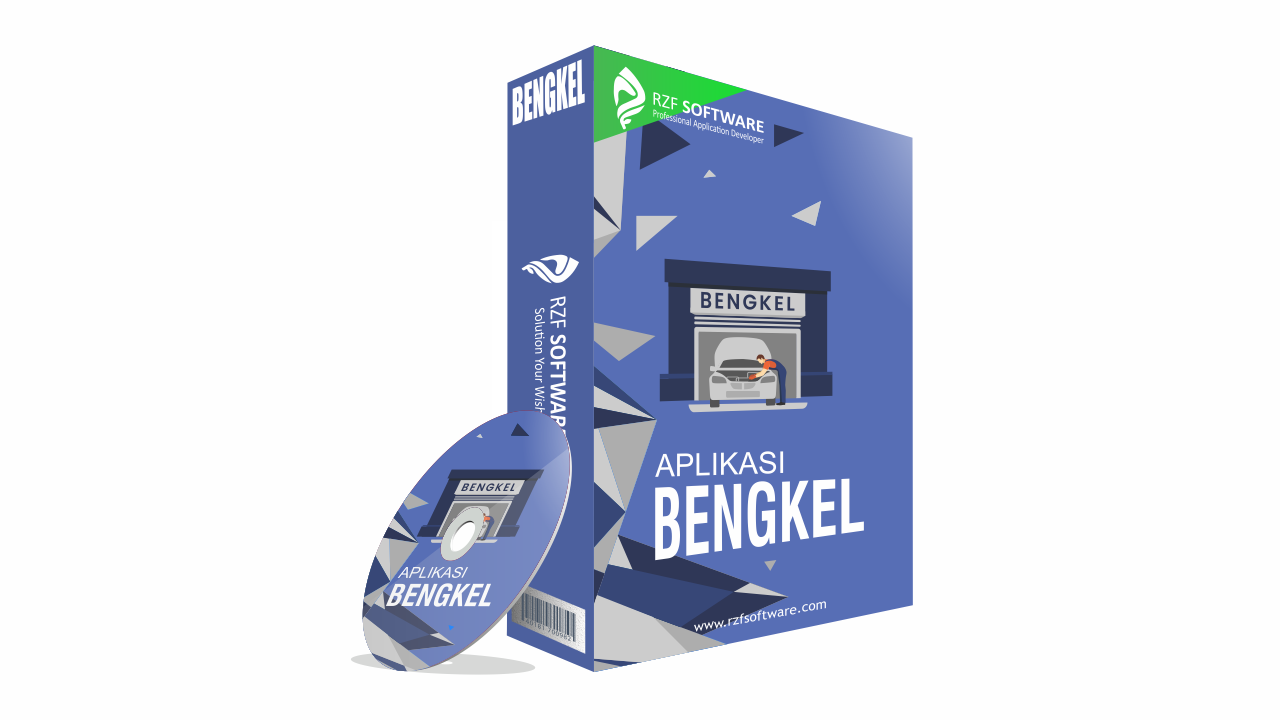 BENGKEL
RZF SOFTWARE
Solution Your Wish
RZF SOFTWARE
Professional Application Developer
BENGKEL
APLIKASI
BENGKEL
www.rzfsoftware.com
BENGKEL
APLIKASI
BENGKEL